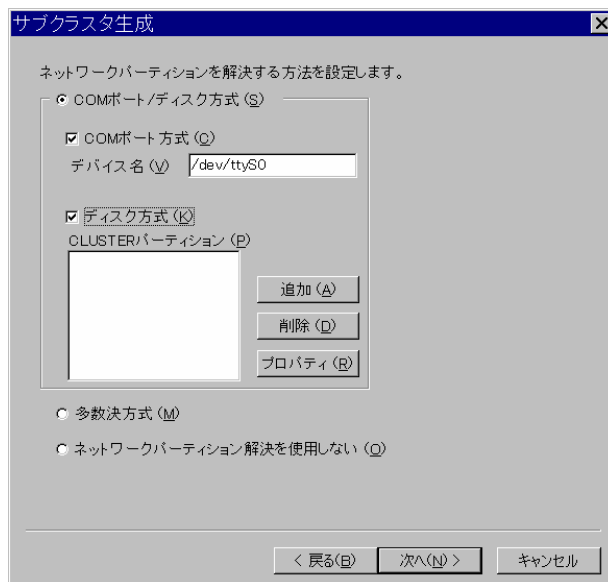 サブクラスタ生成
ネットワークパーティションを解決する方法を設定します。
COMポート/ディスク方式(S)
COMポート方式(C)
デバイス名(V) /dev/ttyS0
ディスク方式(K)
CLUSTERパーティション(P)
追加(A)
削除(D)
プロパティ(R)
多数決方式(M)
ネットワークパーティション解決を使用しない(O)
< 戻る(B) 次へ(N) > キャンセル